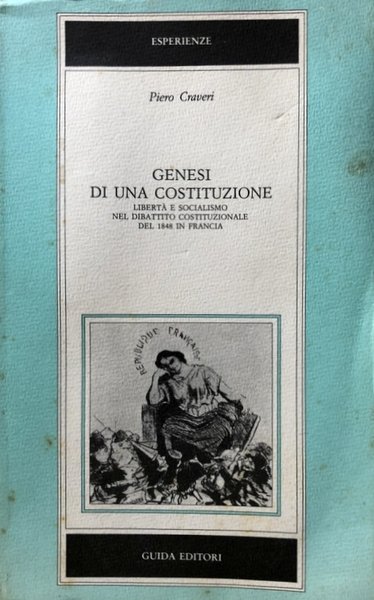 ESPERIENZE
Piero Craveri
GENESI
DI UNA COSTITUZIONE
LIBERTÀ E SOCIALISMO
NEL DIBATTITO COSTITUZIONALE
DEL 1848 IN FRANCIA
REPUBLIQUE FRANÇAISE
GUIDA EDITORI